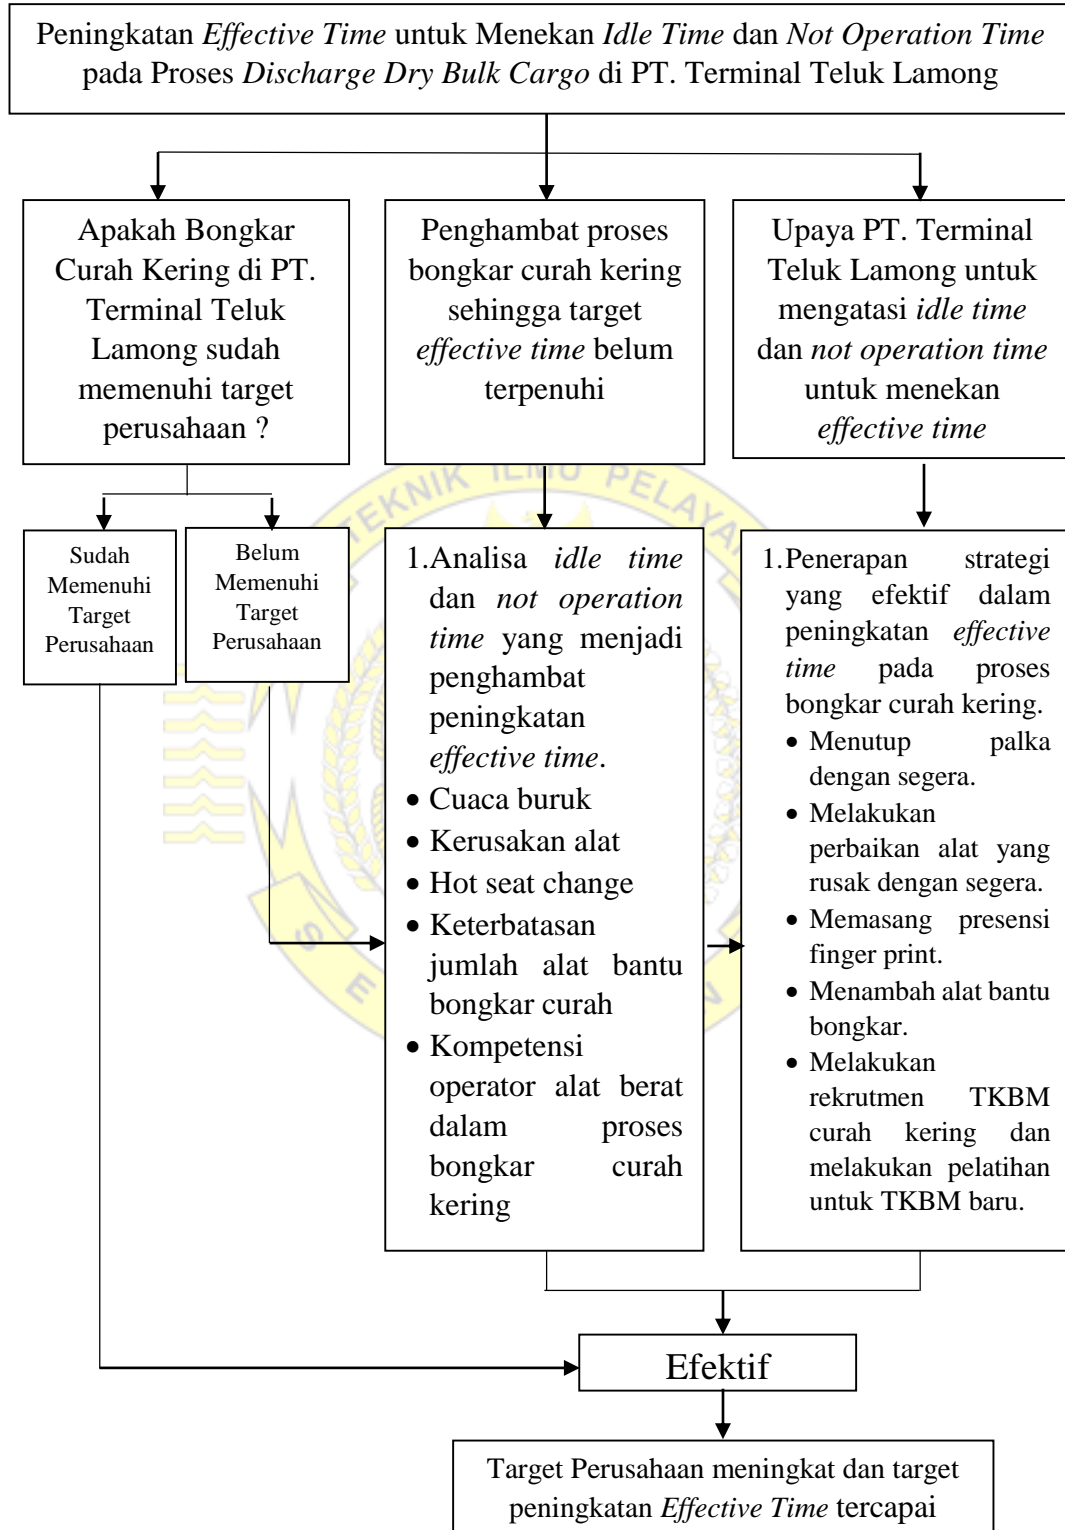 Peningkatan Effective Time untuk Menekan Idle Time dan Not Operation Time
pada Proses Discharge Dry Bulk Cargo di PT. Terminal Teluk Lamong
Apakah Bongkar
Curah Kering di PT.
Terminal Teluk
Lamong sudah
memenuhi target
perusahaan ?
Penghambat proses
bongkar curah kering
sehingga target
effective time belum
terpenuhi
Upaya PT. Terminal
Teluk Lamong untuk
mengatasi idle time
dan not operation time
untuk menekan
effective time
Sudah
Memenuhi
Target
Perusahaan
Belum
Memenuhi
Target
Perusahaan
1.Analisa idle time
dan not operation
time yang menjadi
penghambat
peningkatan
effective time.
• Cuaca buruk
• Kerusakan alat
• Hot seat change
• Keterbatasan
jumlah alat bantu
bongkar curah
• Kompetensi
operator alat berat
dalam proses
bongkar curah
kering
1.Penerapan strategi
yang efektif dalam
peningkatan effective
time pada proses
bongkar curah kering.
• Menutup palka
dengan segera.
• Melakukan
perbaikan alat yang
rusak dengan segera.
• Memasang presensi
finger print.
• Menambah alat bantu
bongkar.
• Melakukan
rekrutmen TKBM
curah kering dan
melakukan pelatihan
untuk TKBM baru.
Efektif
Target Perusahaan meningkat dan target
peningkatan Effective Time tercapai
TEKNIK ILMU PELAYA
S E N